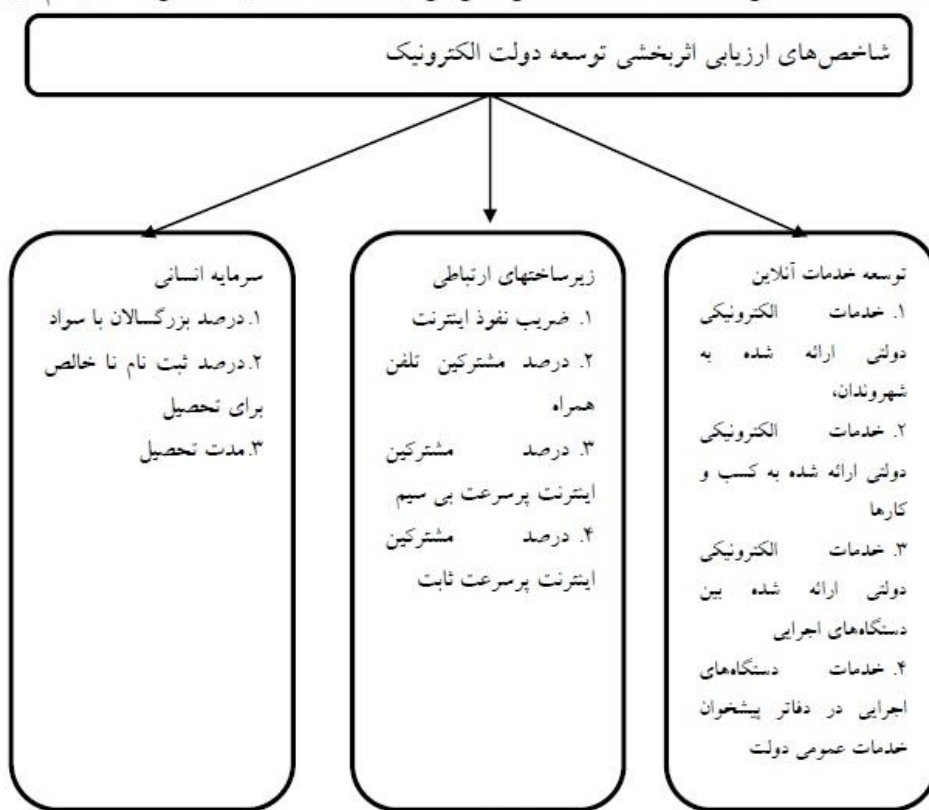 شاخص‌های ارزیابی اثربخشی توسعه دولت الکترونیک
توسعه خدمات آنلاین
۱. خدمات الکترونیکی
دولتی ارائه شده به
شهروندان،
۲. خدمات الکترونیکی
دولتی ارائه شده به کسب و
کارها
۳. خدمات الکترونیکی
دولتی ارائه شده بین
دستگاه‌های اجرایی
۴. خدمات دستگاه‌های
اجرایی در دفاتر پیشخوان
خدمات عمومی دولت
زیرساختهای ارتباطی
۱. ضریب نفوذ اینترنت
۲. درصد مشترکین تلفن
همراه
۳. درصد مشترکین
اینترنت پرسرعت بی سیم
۴. درصد مشترکین
اینترنت پرسرعت ثابت
سرمایه انسانی
۱.درصد بزرگسالان با سواد
۲.درصد ثبت نام نا خالص
برای تحصیل
۳.مدت تحصیل